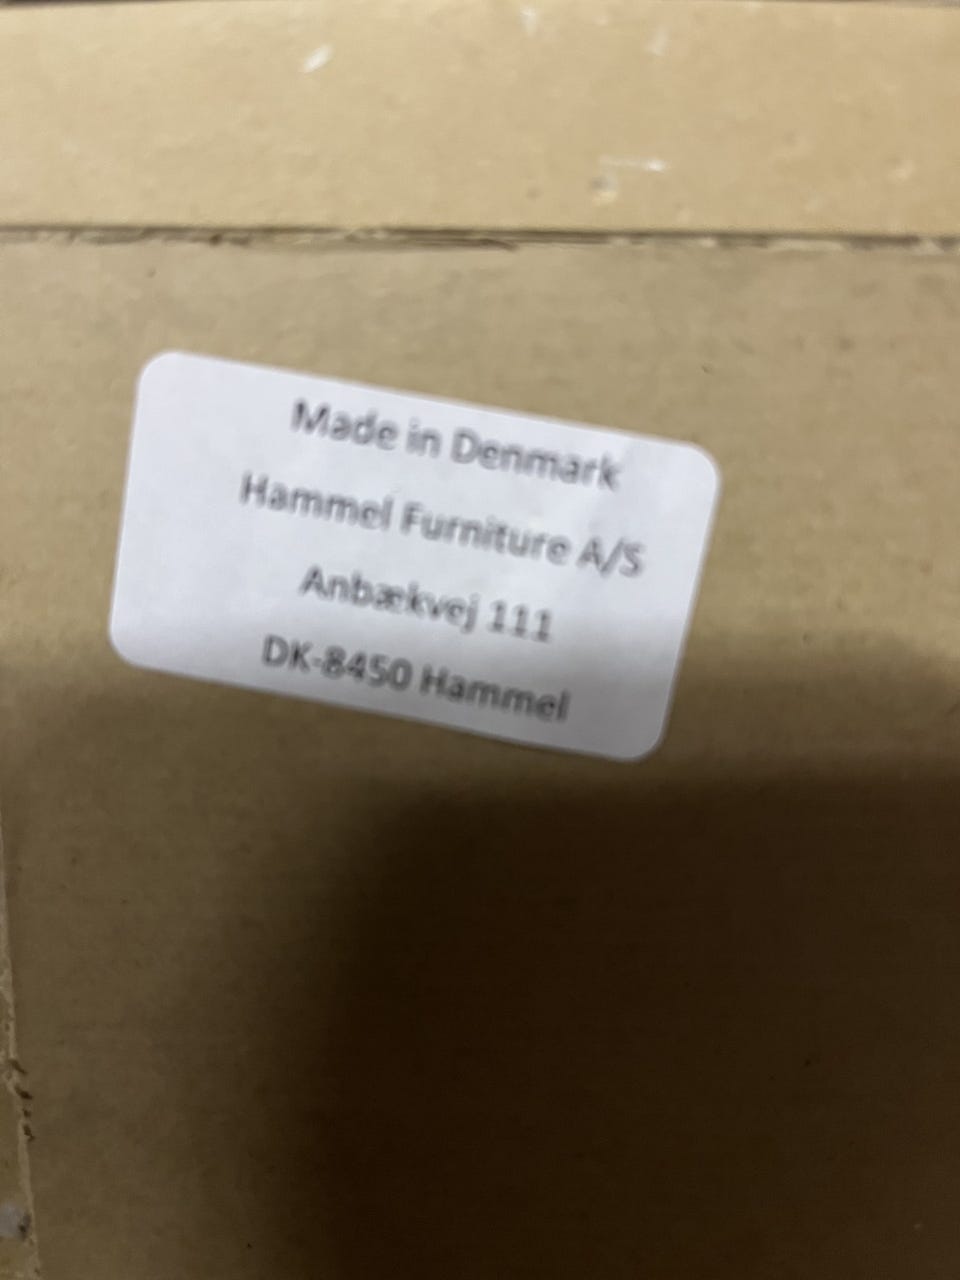 Made in Denmark
Hammel Furniture A/S
Anbækvej 111
DK-8450 Hammel